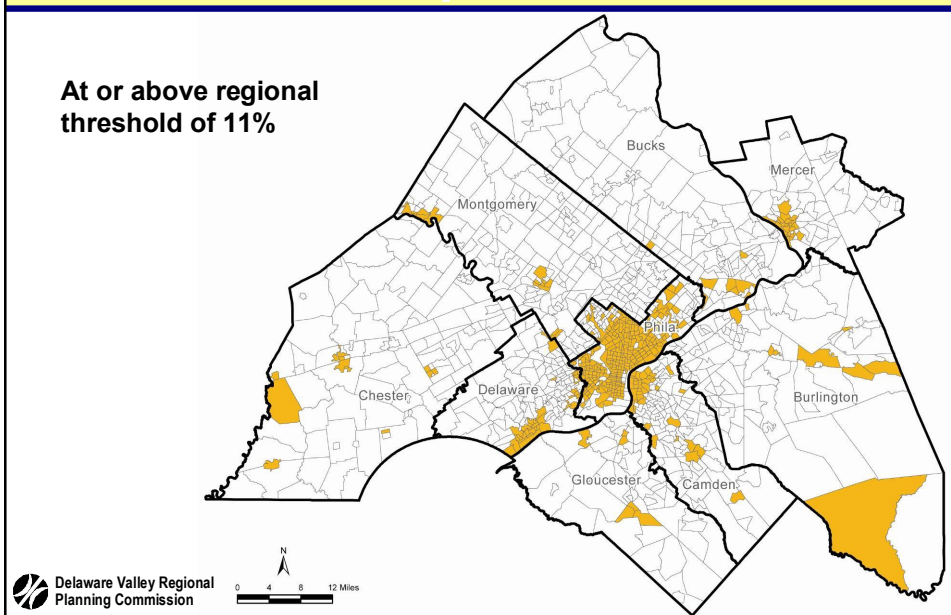 At or above regional
threshold of 11%
Bucks
Mercer
Montgomery
Phila
Chester
Delaware
Burlington
Gloucester
Camden
N
0 4 8 12 Miles
Delaware Valley Regional
Planning Commission